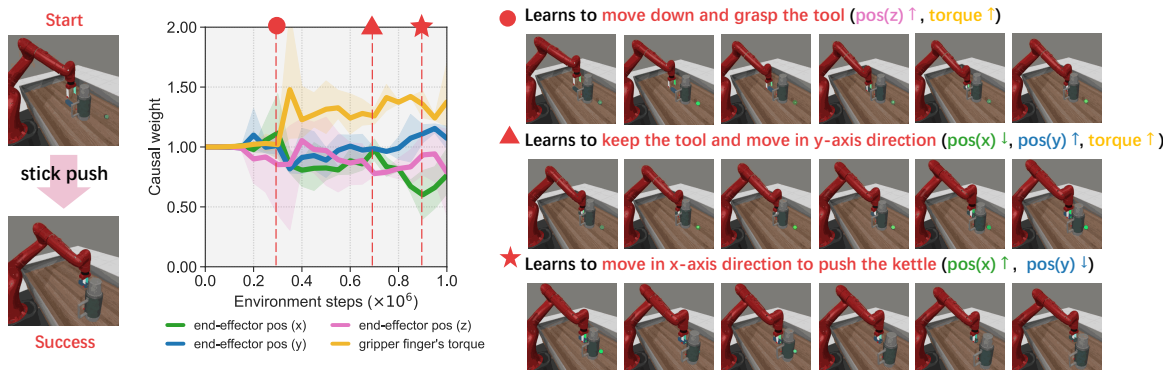 Start
stick push
Success
Causal weight
2.00
1.50
1.00
0.50
0.00
0.0 0.2 0.4 0.6 0.8 1.0
Environment steps (×10⁶)
end-effector pos (x)
end-effector pos (y)
end-effector pos (z)
gripper finger's torque
Learns to move down and grasp the tool (pos(z) ↑, torque ↑)
Learns to keep the tool and move in y-axis direction (pos(x) ↓, pos(y) ↑, torque ↑)
Learns to move in x-axis direction to push the kettle (pos(x) ↑, pos(y) ↓)